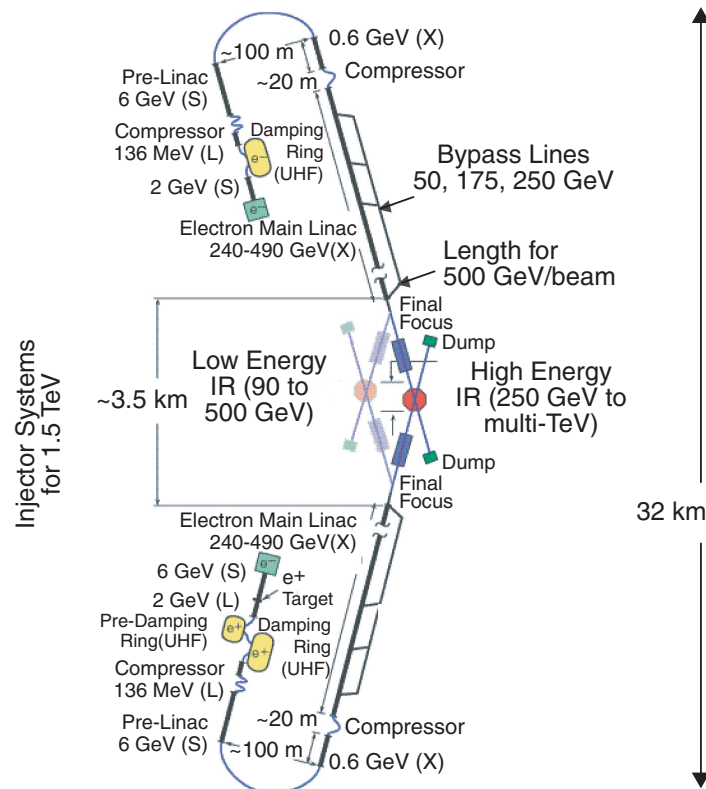 0.6 GeV (X)
~100 m
Compressor
~20 m
Pre-Linac
6 GeV (S)
Compressor
136 MeV (L)
Damping
Ring
(UHF)
e−
2 GeV (S)
e−
Bypass Lines
50, 175, 250 GeV
Electron Main Linac
240-490 GeV(X)
Length for
500 GeV/beam
Final
Focus
Dump
Low Energy
IR (90 to
500 GeV)
High Energy
IR (250 GeV to
multi-TeV)
~3.5 km
Injector Systems
for 1.5 TeV
32 km
Dump
Final
Focus
Electron Main Linac
240-490 GeV(X)
e−
6 GeV (S)
e+
Target
2 GeV (L)
Pre-Damping
Ring(UHF)
e+
Damping
Ring
(UHF)
e+
Compressor
136 MeV (L)
Pre-Linac
6 GeV (S)
~20 m
Compressor
~100 m
0.6 GeV (X)